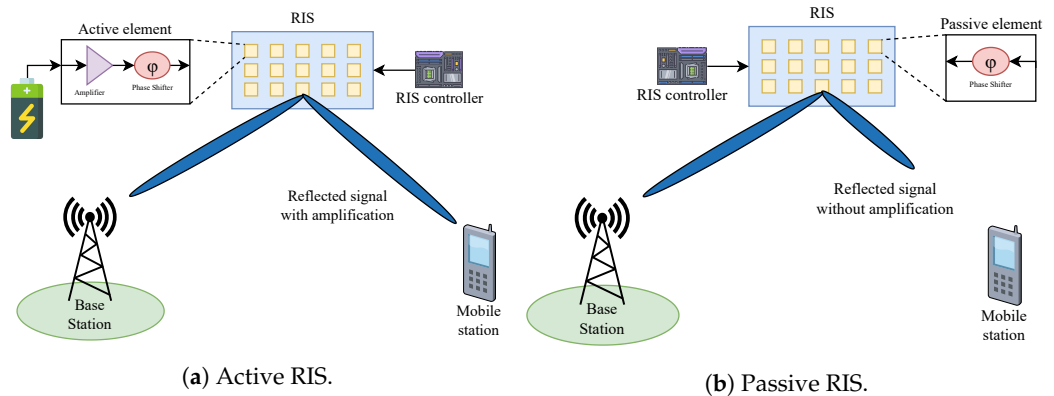 RIS
Active element
φ
Amplifier
Phase Shifter
RIS controller
Reflected signal
with amplification
Base
Station
Mobile
station
(a) Active RIS.
RIS
Passive element
φ
Phase Shifter
RIS controller
Reflected signal
without amplification
Base
Station
Mobile
station
(b) Passive RIS.